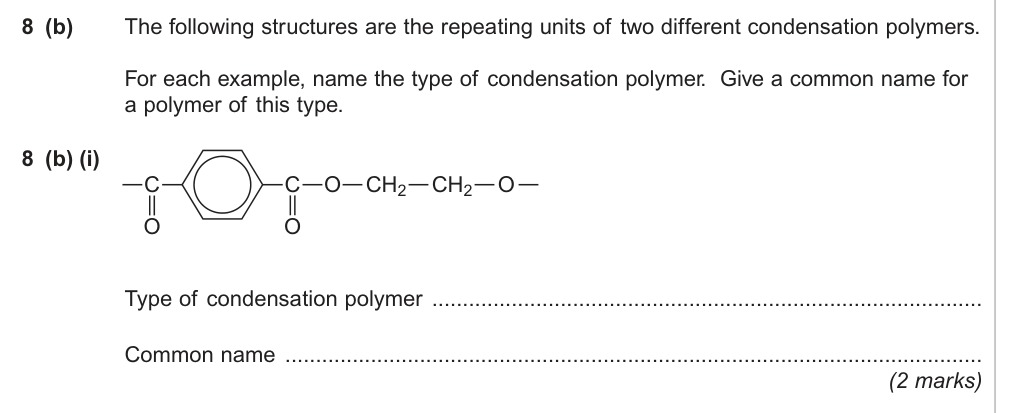 8 (b) The following structures are the repeating units of two different condensation polymers.
For each example, name the type of condensation polymer. Give a common name for
a polymer of this type.
8 (b) (i)
—C— —C—O—CH₂—CH₂—O—
O O
Type of condensation polymer ..........................................................................................
Common name ..................................................................................................................
(2 marks)